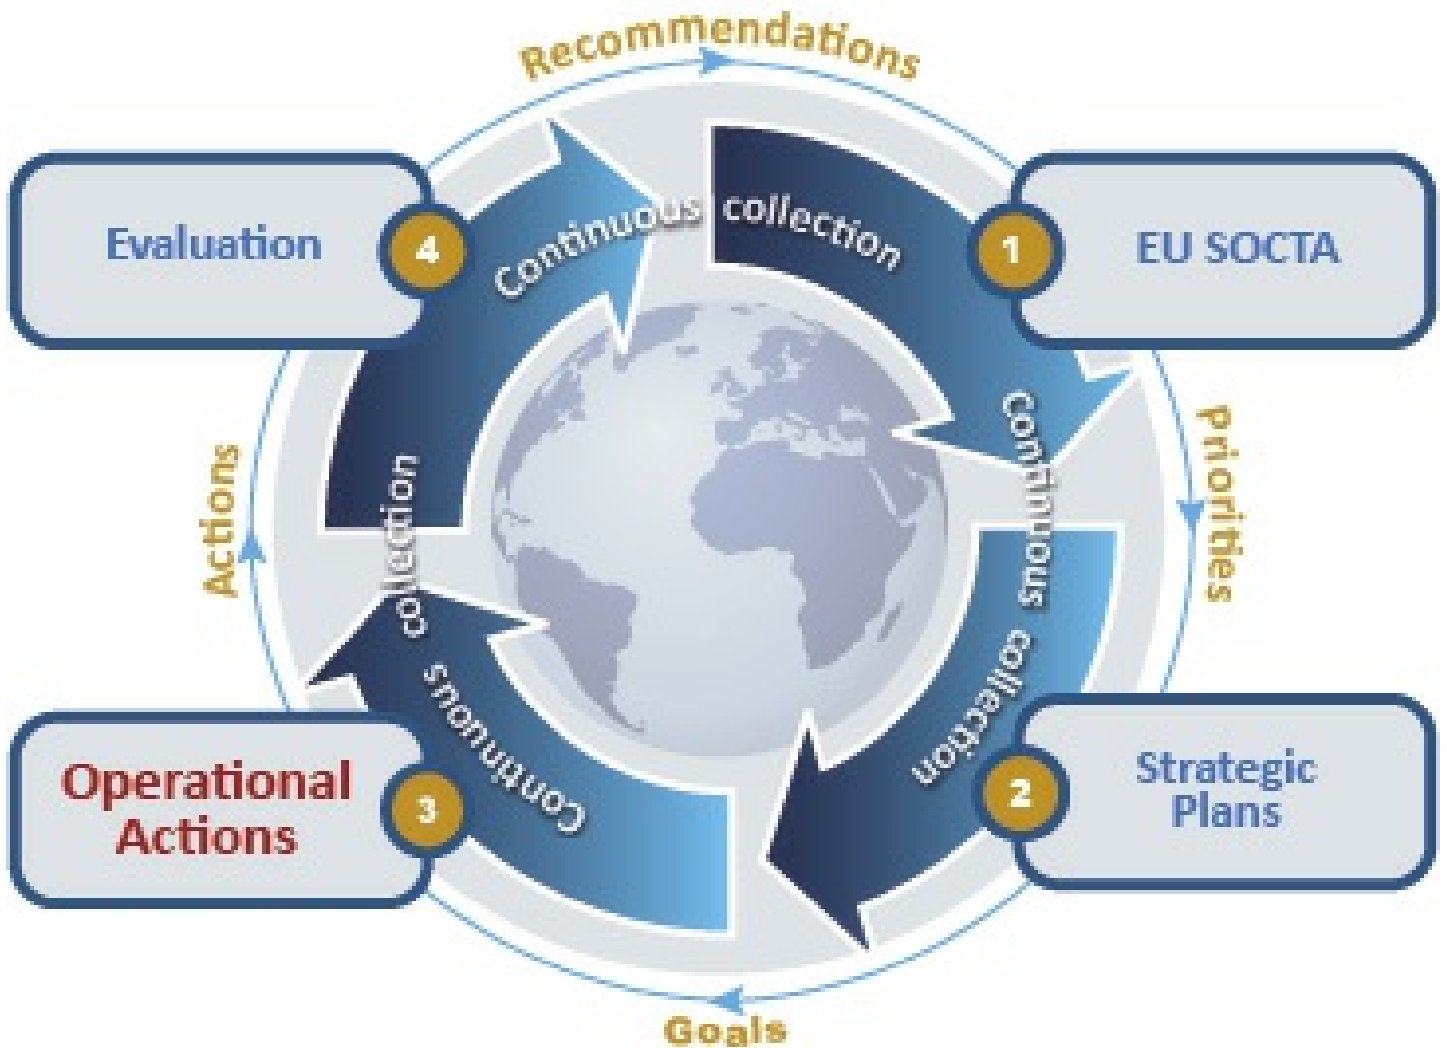 Recommendations
Evaluation
4
Continuous collection
1
EU SOCTA
Priorities
Continuous collection
2
Strategic
Plans
Goals
Operational
Actions
3
Continuous collection
Actions